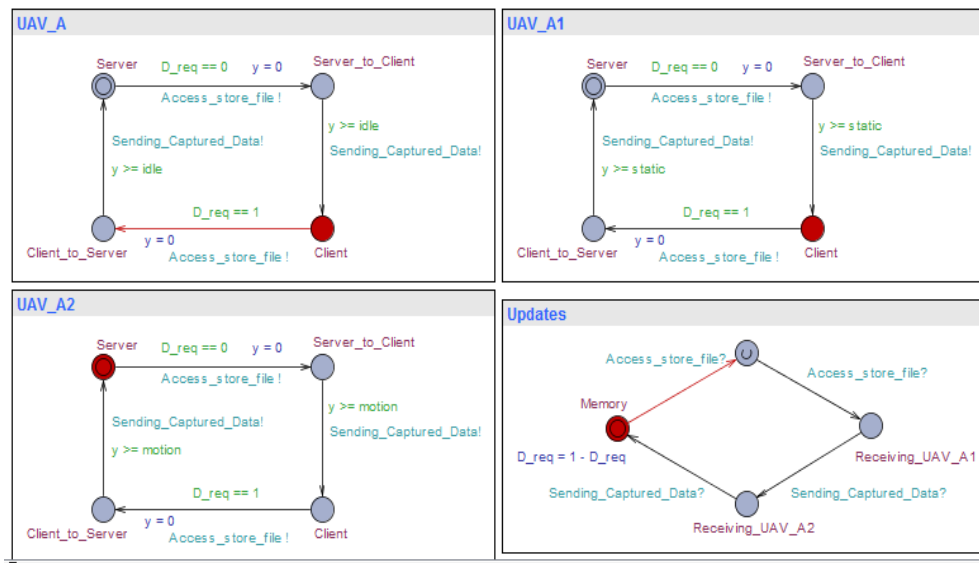 UAV_A
Server D_req == 0 y = 0 Server_to_Client
Access_store_file !
y >= idle
Sending_Captured_Data!
Sending_Captured_Data!
y >= idle
D_req == 1
Client_to_Server y = 0 Client
Access_store_file !
UAV_A1
Server D_req == 0 y = 0 Server_to_Client
Access_store_file !
y >= static
Sending_Captured_Data!
Sending_Captured_Data!
y >= static
D_req == 1
Client_to_Server y = 0 Client
Access_store_file !
UAV_A2
Server D_req == 0 y = 0 Server_to_Client
Access_store_file !
y >= motion
Sending_Captured_Data!
Sending_Captured_Data!
y >= motion
D_req == 1
Client_to_Server y = 0 Client
Access_store_file !
Updates
Access_store_file?
Access_store_file?
Memory
D_req = 1 - D_req
Receiving_UAV_A1
Sending_Captured_Data? Sending_Captured_Data?
Receiving_UAV_A2